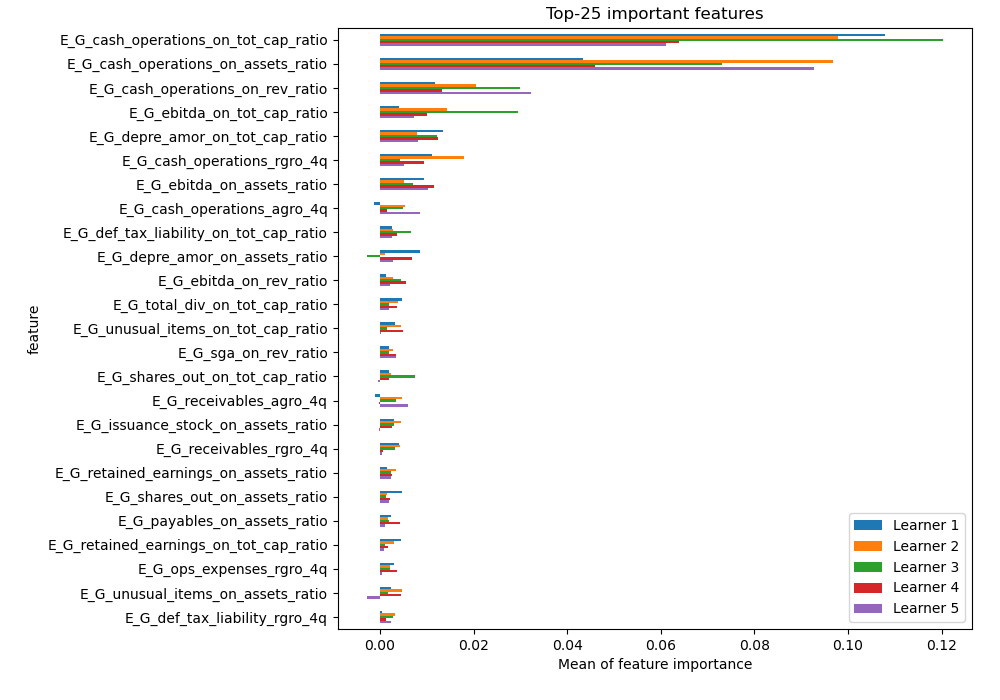 Top-25 important features
E_G_cash_operations_on_tot_cap_ratio
E_G_cash_operations_on_assets_ratio
E_G_cash_operations_on_rev_ratio
E_G_ebitda_on_tot_cap_ratio
E_G_depre_amor_on_tot_cap_ratio
E_G_cash_operations_rgro_4q
E_G_ebitda_on_assets_ratio
E_G_cash_operations_agro_4q
E_G_def_tax_liability_on_tot_cap_ratio
E_G_depre_amor_on_assets_ratio
E_G_ebitda_on_rev_ratio
E_G_total_div_on_tot_cap_ratio
E_G_unusual_items_on_tot_cap_ratio
E_G_sga_on_rev_ratio
E_G_shares_out_on_tot_cap_ratio
E_G_receivables_agro_4q
E_G_issuance_stock_on_assets_ratio
E_G_receivables_rgro_4q
E_G_retained_earnings_on_assets_ratio
E_G_shares_out_on_assets_ratio
E_G_payables_on_assets_ratio
E_G_retained_earnings_on_tot_cap_ratio
E_G_ops_expenses_rgro_4q
E_G_unusual_items_on_assets_ratio
E_G_def_tax_liability_rgro_4q
feature
Learner 1
Learner 2
Learner 3
Learner 4
Learner 5
0.00 0.02 0.04 0.06 0.08 0.10 0.12
Mean of feature importance